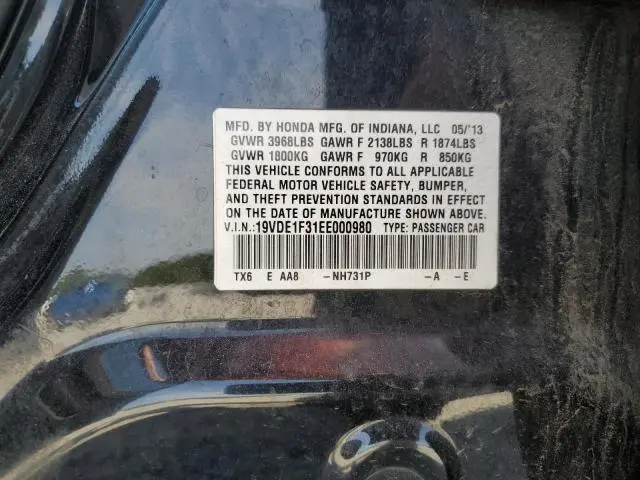 MFD. BY HONDA MFG. OF INDIANA, LLC 05/'13
GVWR 3968LBS GAWR F 2138LBS R 1874LBS
GVWR 1800KG GAWR F 970KG R 850KG
THIS VEHICLE CONFORMS TO ALL APPLICABLE
FEDERAL MOTOR VEHICLE SAFETY, BUMPER,
AND THEFT PREVENTION STANDARDS IN EFFECT
ON THE DATE OF MANUFACTURE SHOWN ABOVE.
V.I.N.:19VDE1F31EE000980 TYPE: PASSENGER CAR
TX6 E AA8 -NH731P -A -E